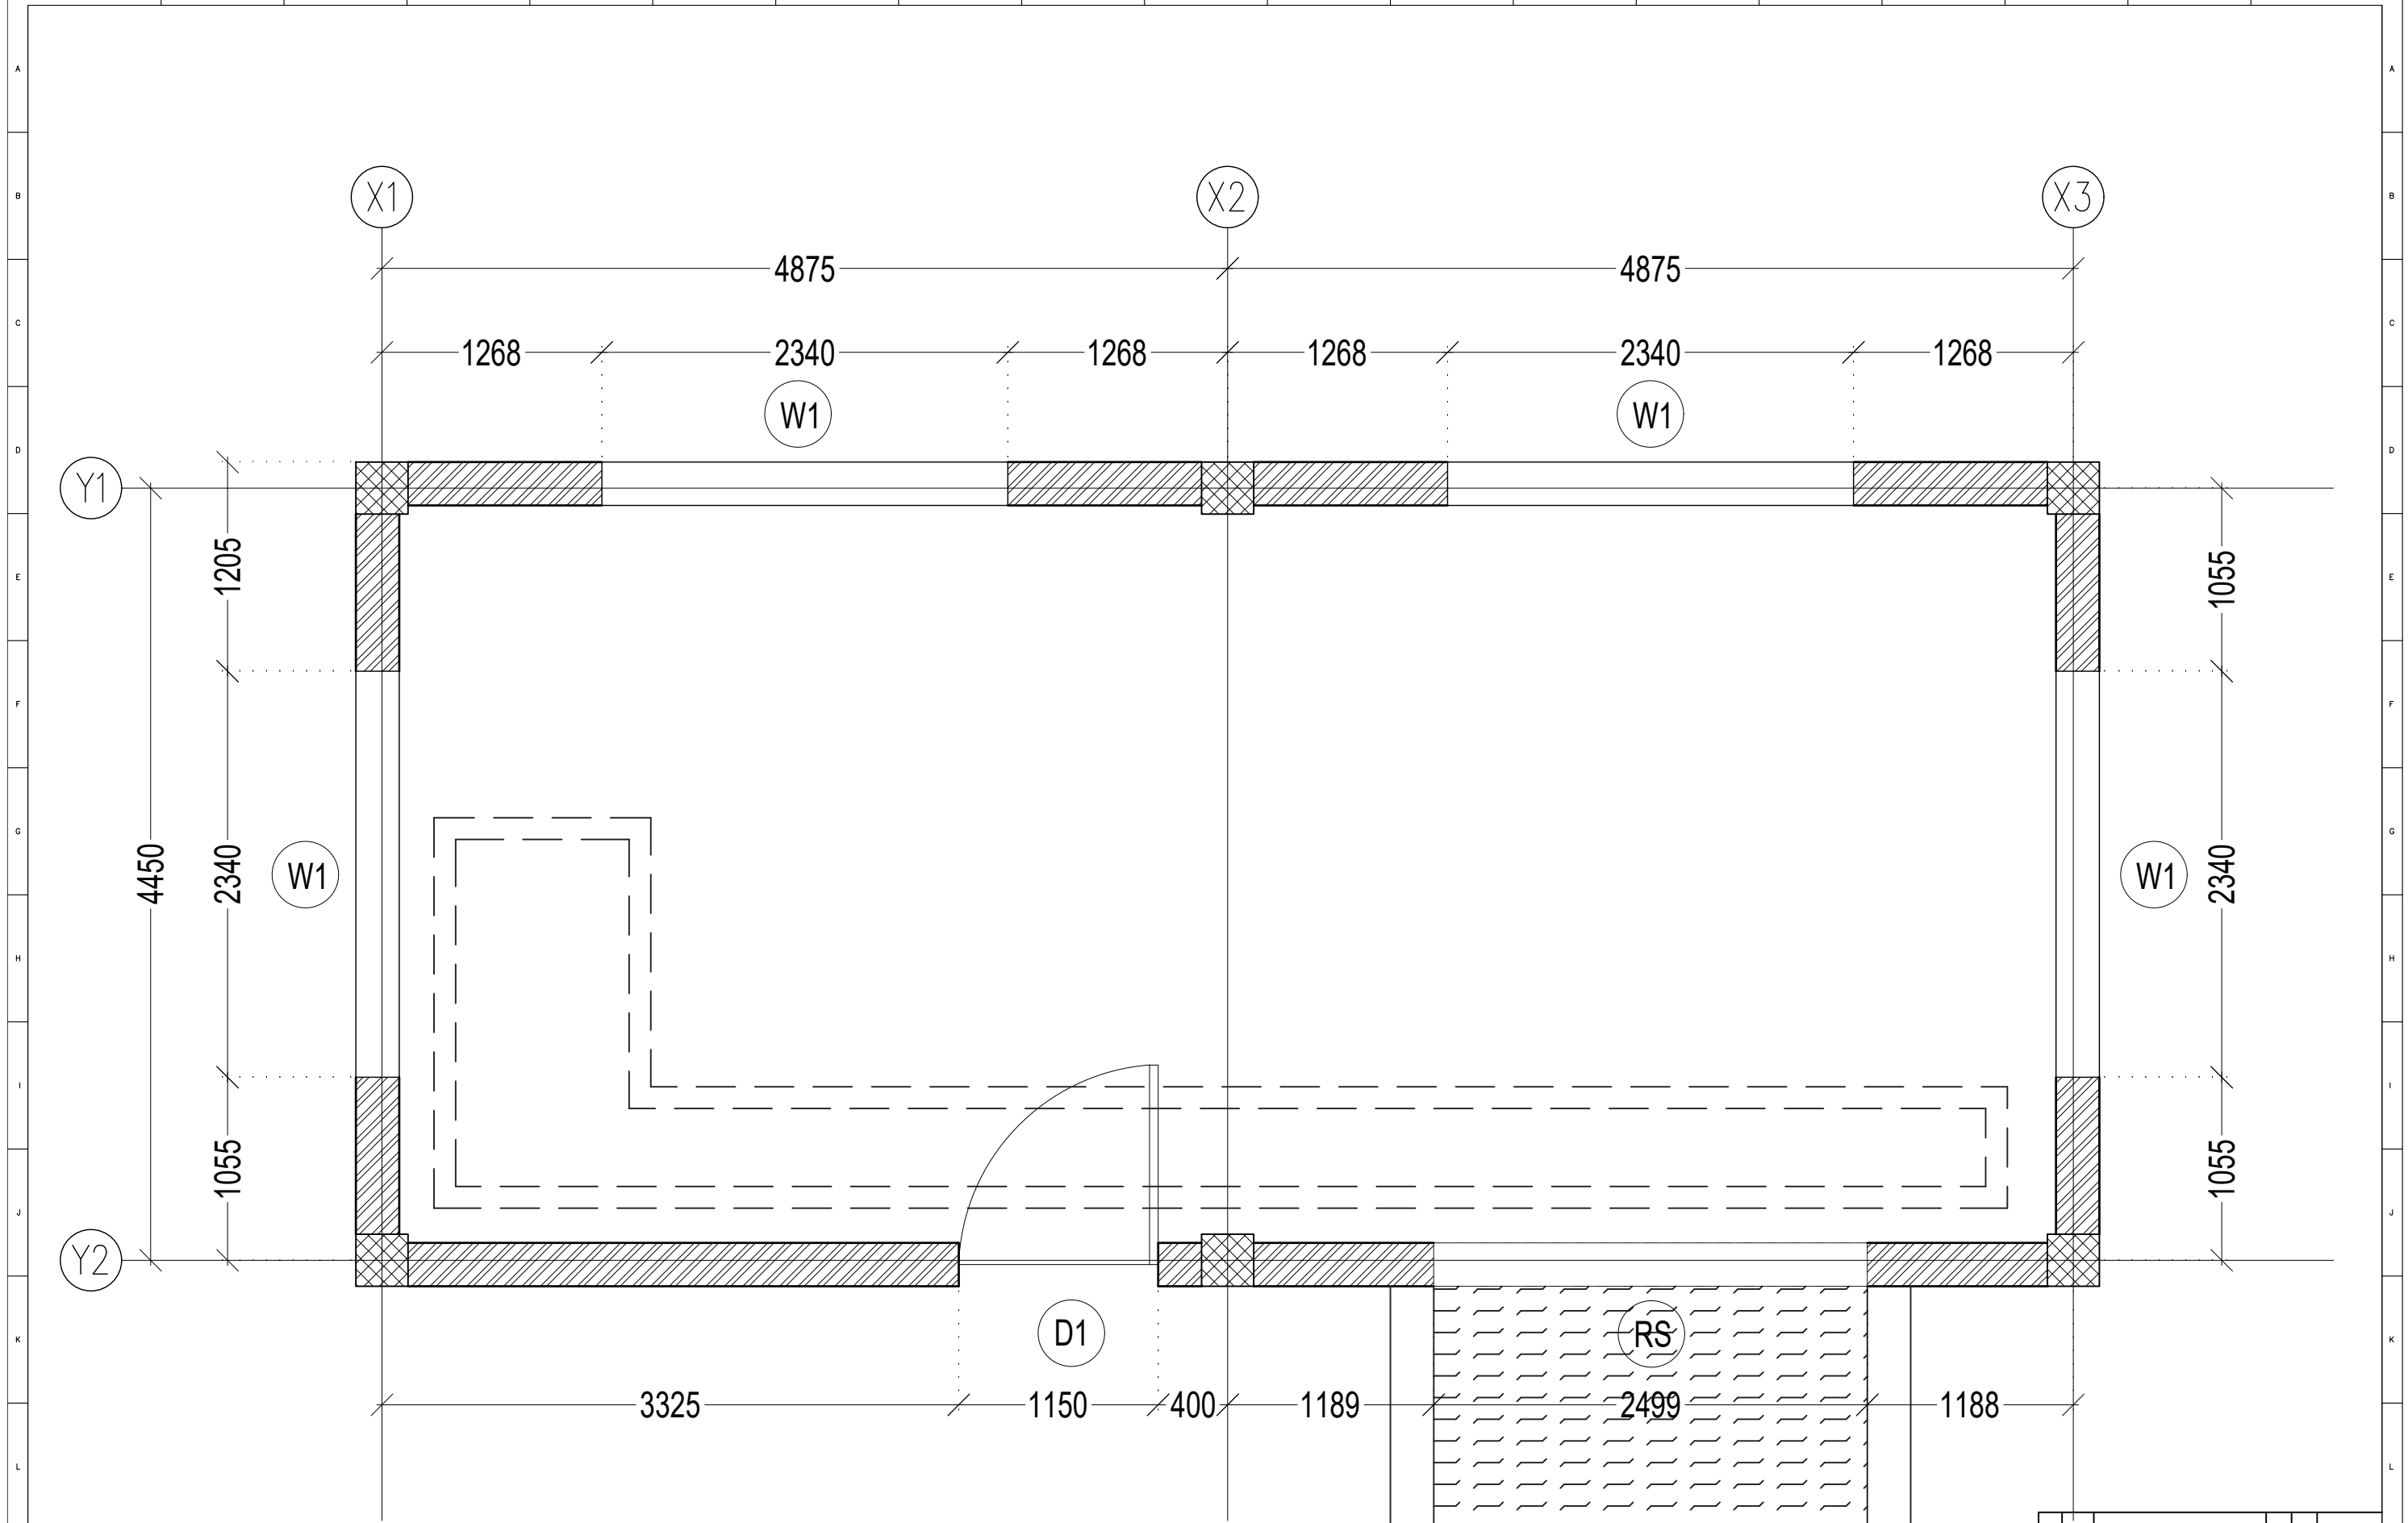 A A
B X1 X2 X3 B
4875 4875
C C
1268 2340 1268 1268 2340 1268
W1 W1
D D
Y1
1205 1055
E E
F F
G G
4450 2340 W1 W1 2340
H H
I I
1055 1055
J J
Y2
K D1 RS K
3325 1150 400 1189 2499 1188
L L